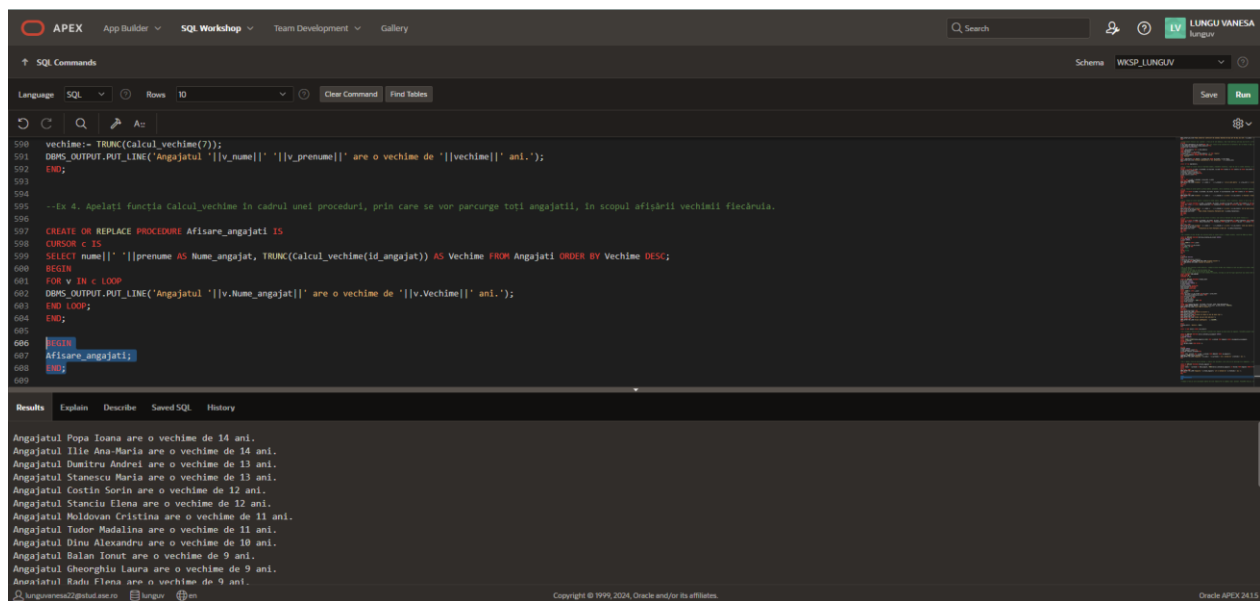 APEX App Builder SQL Workshop Team Development Gallery Search LV LUNGU VANESA
lunguv
SQL Commands Schema WKSP_LUNGUV
Language SQL Rows 10 Clear Command Find Tables Save Run
590 vechime:= TRUNC(Calcul_vechime(7));
591 DBMS_OUTPUT.PUT_LINE('Angajatul '||v_nume||' '||v_prenume||' are o vechime de '||vechime||' ani.');
592 END;
593
594
595 --Ex 4. Apelați funcția Calcul_vechime în cadrul unei proceduri, prin care se vor parcurge toți angajatii, în scopul afișării vechimii fiecăruia.
596
597 CREATE OR REPLACE PROCEDURE Afisare_angajati IS
598 CURSOR c IS
599 SELECT nume||' '||prenume AS Nume_angajat, TRUNC(Calcul_vechime(id_angajat)) AS Vechime FROM Angajati ORDER BY Vechime DESC;
600 BEGIN
601 FOR v IN c LOOP
602 DBMS_OUTPUT.PUT_LINE('Angajatul '||v.Nume_angajat||' are o vechime de '||v.Vechime||' ani.');
603 END LOOP;
604 END;
605
606 BEGIN
607 Afisare_angajati;
608 END;
609
Results Explain Describe Saved SQL History
Angajatul Popa Ioana are o vechime de 14 ani.
Angajatul Ilie Ana-Maria are o vechime de 14 ani.
Angajatul Dumitru Andrei are o vechime de 13 ani.
Angajatul Stanescu Maria are o vechime de 13 ani.
Angajatul Costin Sorin are o vechime de 12 ani.
Angajatul Stanciu Elena are o vechime de 12 ani.
Angajatul Moldovan Cristina are o vechime de 11 ani.
Angajatul Tudor Madalina are o vechime de 11 ani.
Angajatul Dinu Alexandru are o vechime de 10 ani.
Angajatul Balan Ionut are o vechime de 9 ani.
Angajatul Gheorghiu Laura are o vechime de 9 ani.
Angajatul Radu Elena are o vechime de 9 ani.
lunguvanesa22@stud.ase.ro lunguv en Copyright © 1999, 2024, Oracle and/or its affiliates. Oracle APEX 24.1.5